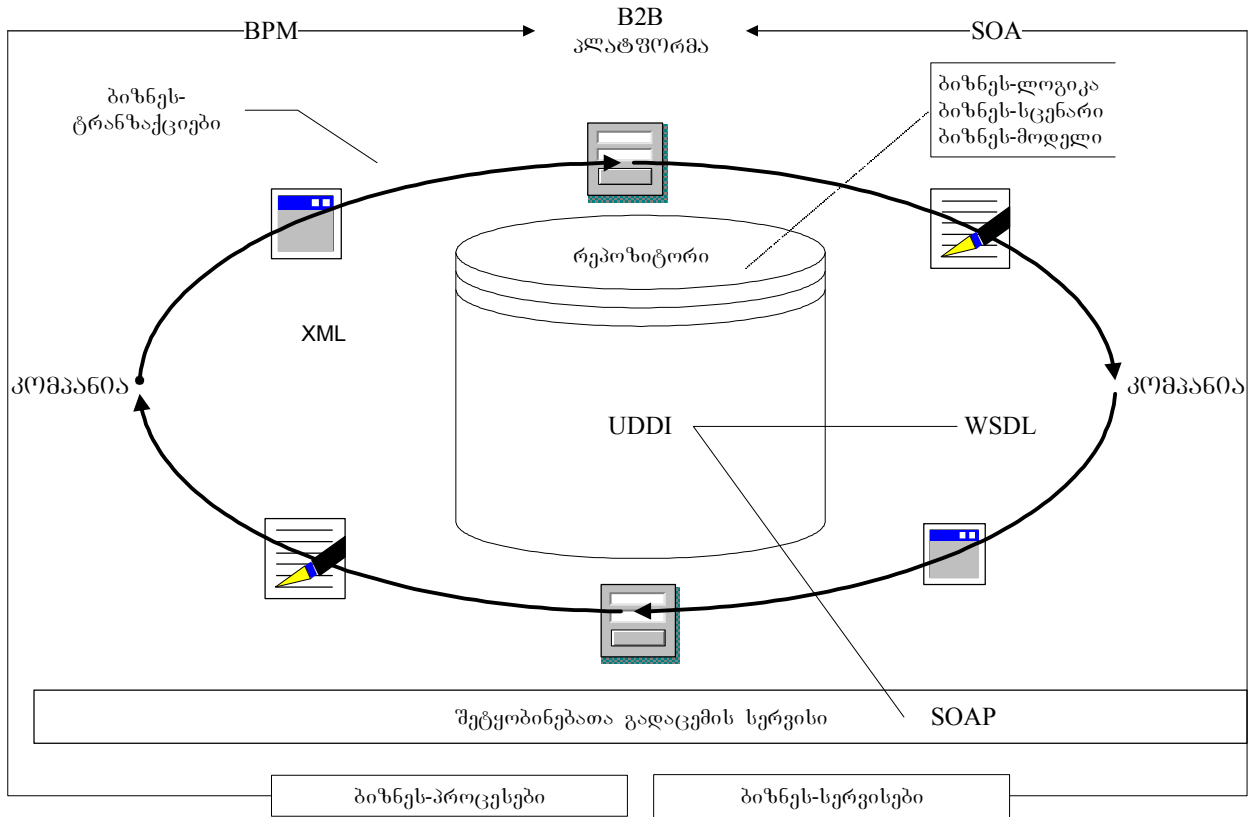 BPM
B2B
პლატფორმა
SOA
ბიზნეს-
ტრანზაქციები
ბიზნეს-ლოგიკა
ბიზნეს-სცენარი
ბიზნეს-მოდელი
რეპოზიტორი
XML
კომპანია
კომპანია
UDDI
WSDL
შეტყობინებათა გადაცემის სერვისი
SOAP
ბიზნეს-პროცესები
ბიზნეს-სერვისები